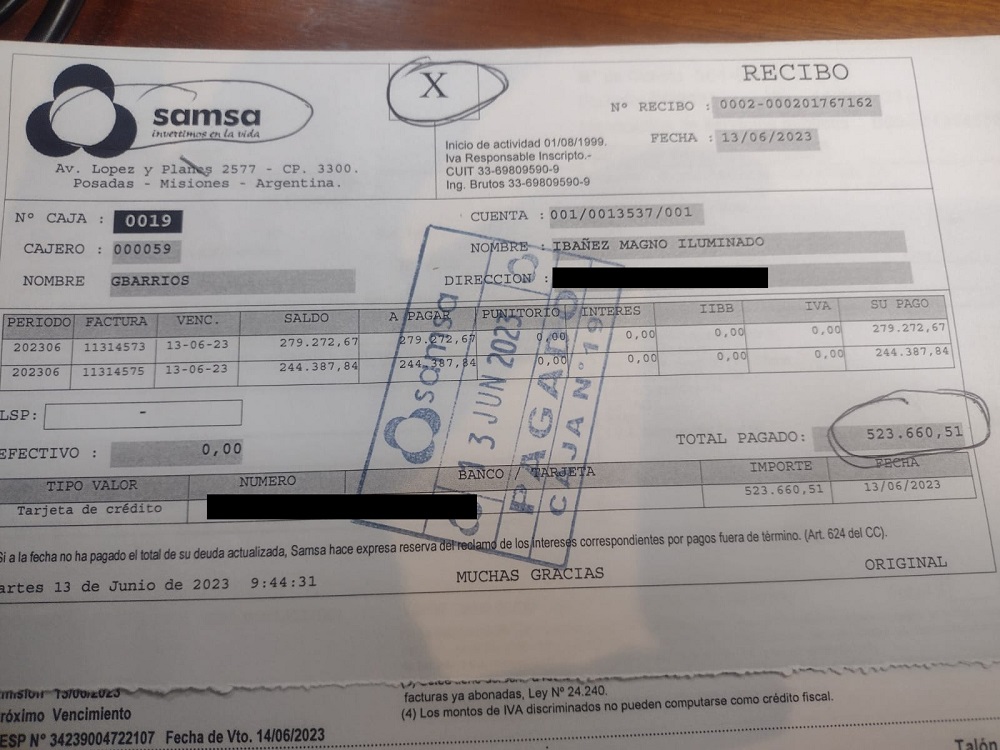 samsa
invertimos en la vida
Av. Lopez y Planes 2577 - CP. 3300.
Posadas - Misiones - Argentina.
X
Inicio de actividad 01/08/1999.
Iva Responsable Inscripto.-
CUIT 33-69809590-9
Ing. Brutos 33-69809590-9
RECIBO
Nº RECIBO : 0002-000201767162
FECHA : 13/06/2023
Nº CAJA : 0019
CAJERO : 000059
NOMBRE GBARRIOS
CUENTA : 001/0013537/001
NOMBRE : IBAÑEZ MAGNO ILUMINADO
DIRECCION :
PERIODO FACTURA VENC. SALDO A PAGAR PUNITORIO INTERES IIBB IVA SU PAGO
202306 11314573 13-06-23 279.272,67 279.272,67 0,00 0,00 0,00 0,00 279.272,67
202306 11314575 13-06-23 244.387,84 244.387,84 0,00 0,00 0,00 0,00 244.387,84
samsa
13 JUN 2023
PAGADO
CAJA Nº 19
LSP: -
EFECTIVO : 0,00
TOTAL PAGADO: 523.660,51
TIPO VALOR NUMERO BANCO / TARJETA IMPORTE FECHA
Tarjeta de crédito 523.660,51 13/06/2023
Si a la fecha no ha pagado el total de su deuda actualizada, Samsa hace expresa reserva del reclamo de los intereses correspondientes por pagos fuera de término. (Art. 624 del CC).
artes 13 de Junio de 2023 9:44:31
MUCHAS GRACIAS
ORIGINAL
facturas ya abonadas, Ley Nº 24.240.
(4) Los montos de IVA discriminados no pueden computarse como crédito fiscal.
róximo Vencimiento
ESP Nº 34239004722107 Fecha de Vto. 14/06/2023
Talón